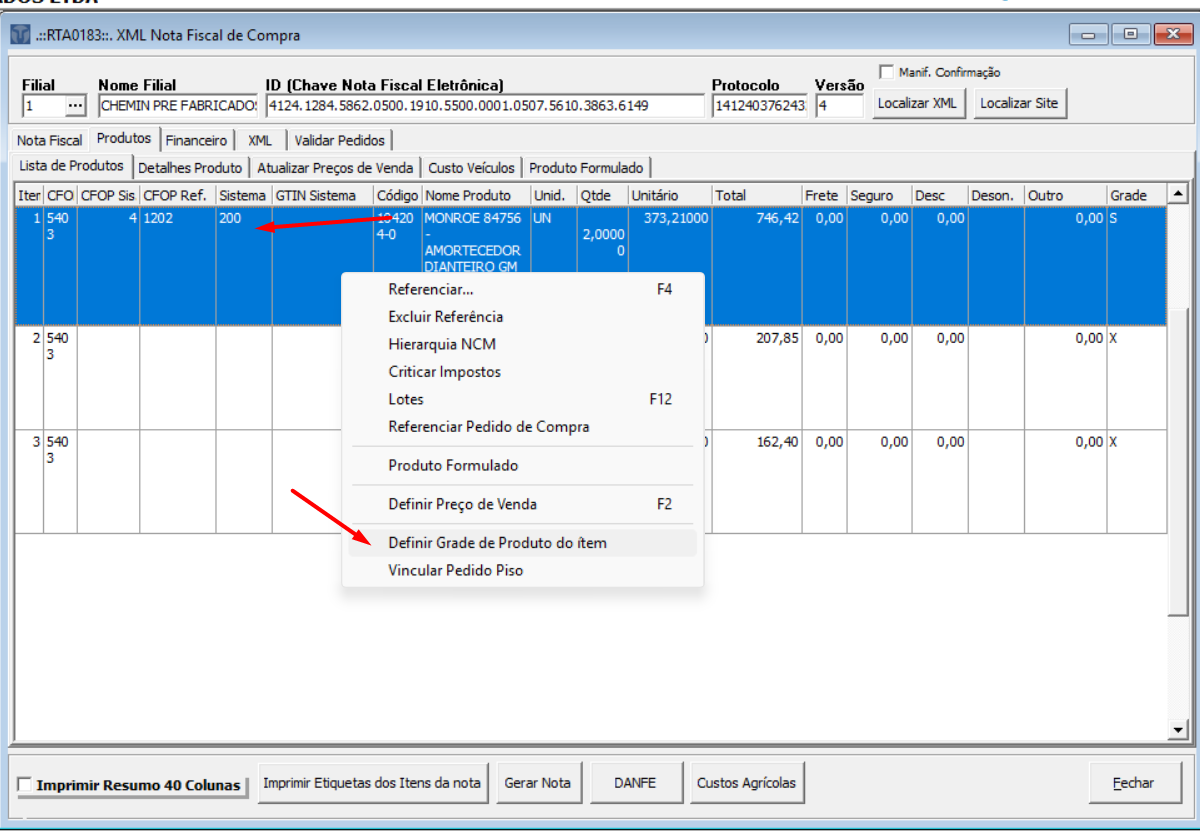 .::RTA0183::. XML Nota Fiscal de Compra
Manif. Confirmação
Filial Nome Filial ID (Chave Nota Fiscal Eletrônica) Protocolo Versão
1 ... CHEMIN PRE FABRICADO 4124.1284.5862.0500.1910.5500.0001.0507.5610.3863.6149 141240376243 4 Localizar XML Localizar Site
Nota Fiscal Produtos Financeiro XML Validar Pedidos
Lista de Produtos Detalhes Produto Atualizar Preços de Venda Custo Veículos Produto Formulado
Iter CFO CFOP Sis CFOP Ref. Sistema GTIN Sistema Código Nome Produto Unid. Qtde Unitário Total Frete Seguro Desc Deson. Outro Grade
1 540 4 1202 200 MONROE 84756 UN 373,21000 746,42 0,00 0,00 0,00 0,00 S
3 4-0 - 2,0000
AMORTECEDOR 0
DIANTEIRO GM
Referenciar... F4
Excluir Referência
2 540 207,85 0,00 0,00 0,00 0,00 X
3
Hierarquia NCM
Criticar Impostos
Lotes F12
Referenciar Pedido de Compra
3 540 162,40 0,00 0,00 0,00 0,00 X
3
Produto Formulado
Definir Preço de Venda F2
Definir Grade de Produto do ítem
Vincular Pedido Piso
Imprimir Resumo 40 Colunas Imprimir Etiquetas dos Itens da nota Gerar Nota DANFE Custos Agrícolas Fechar